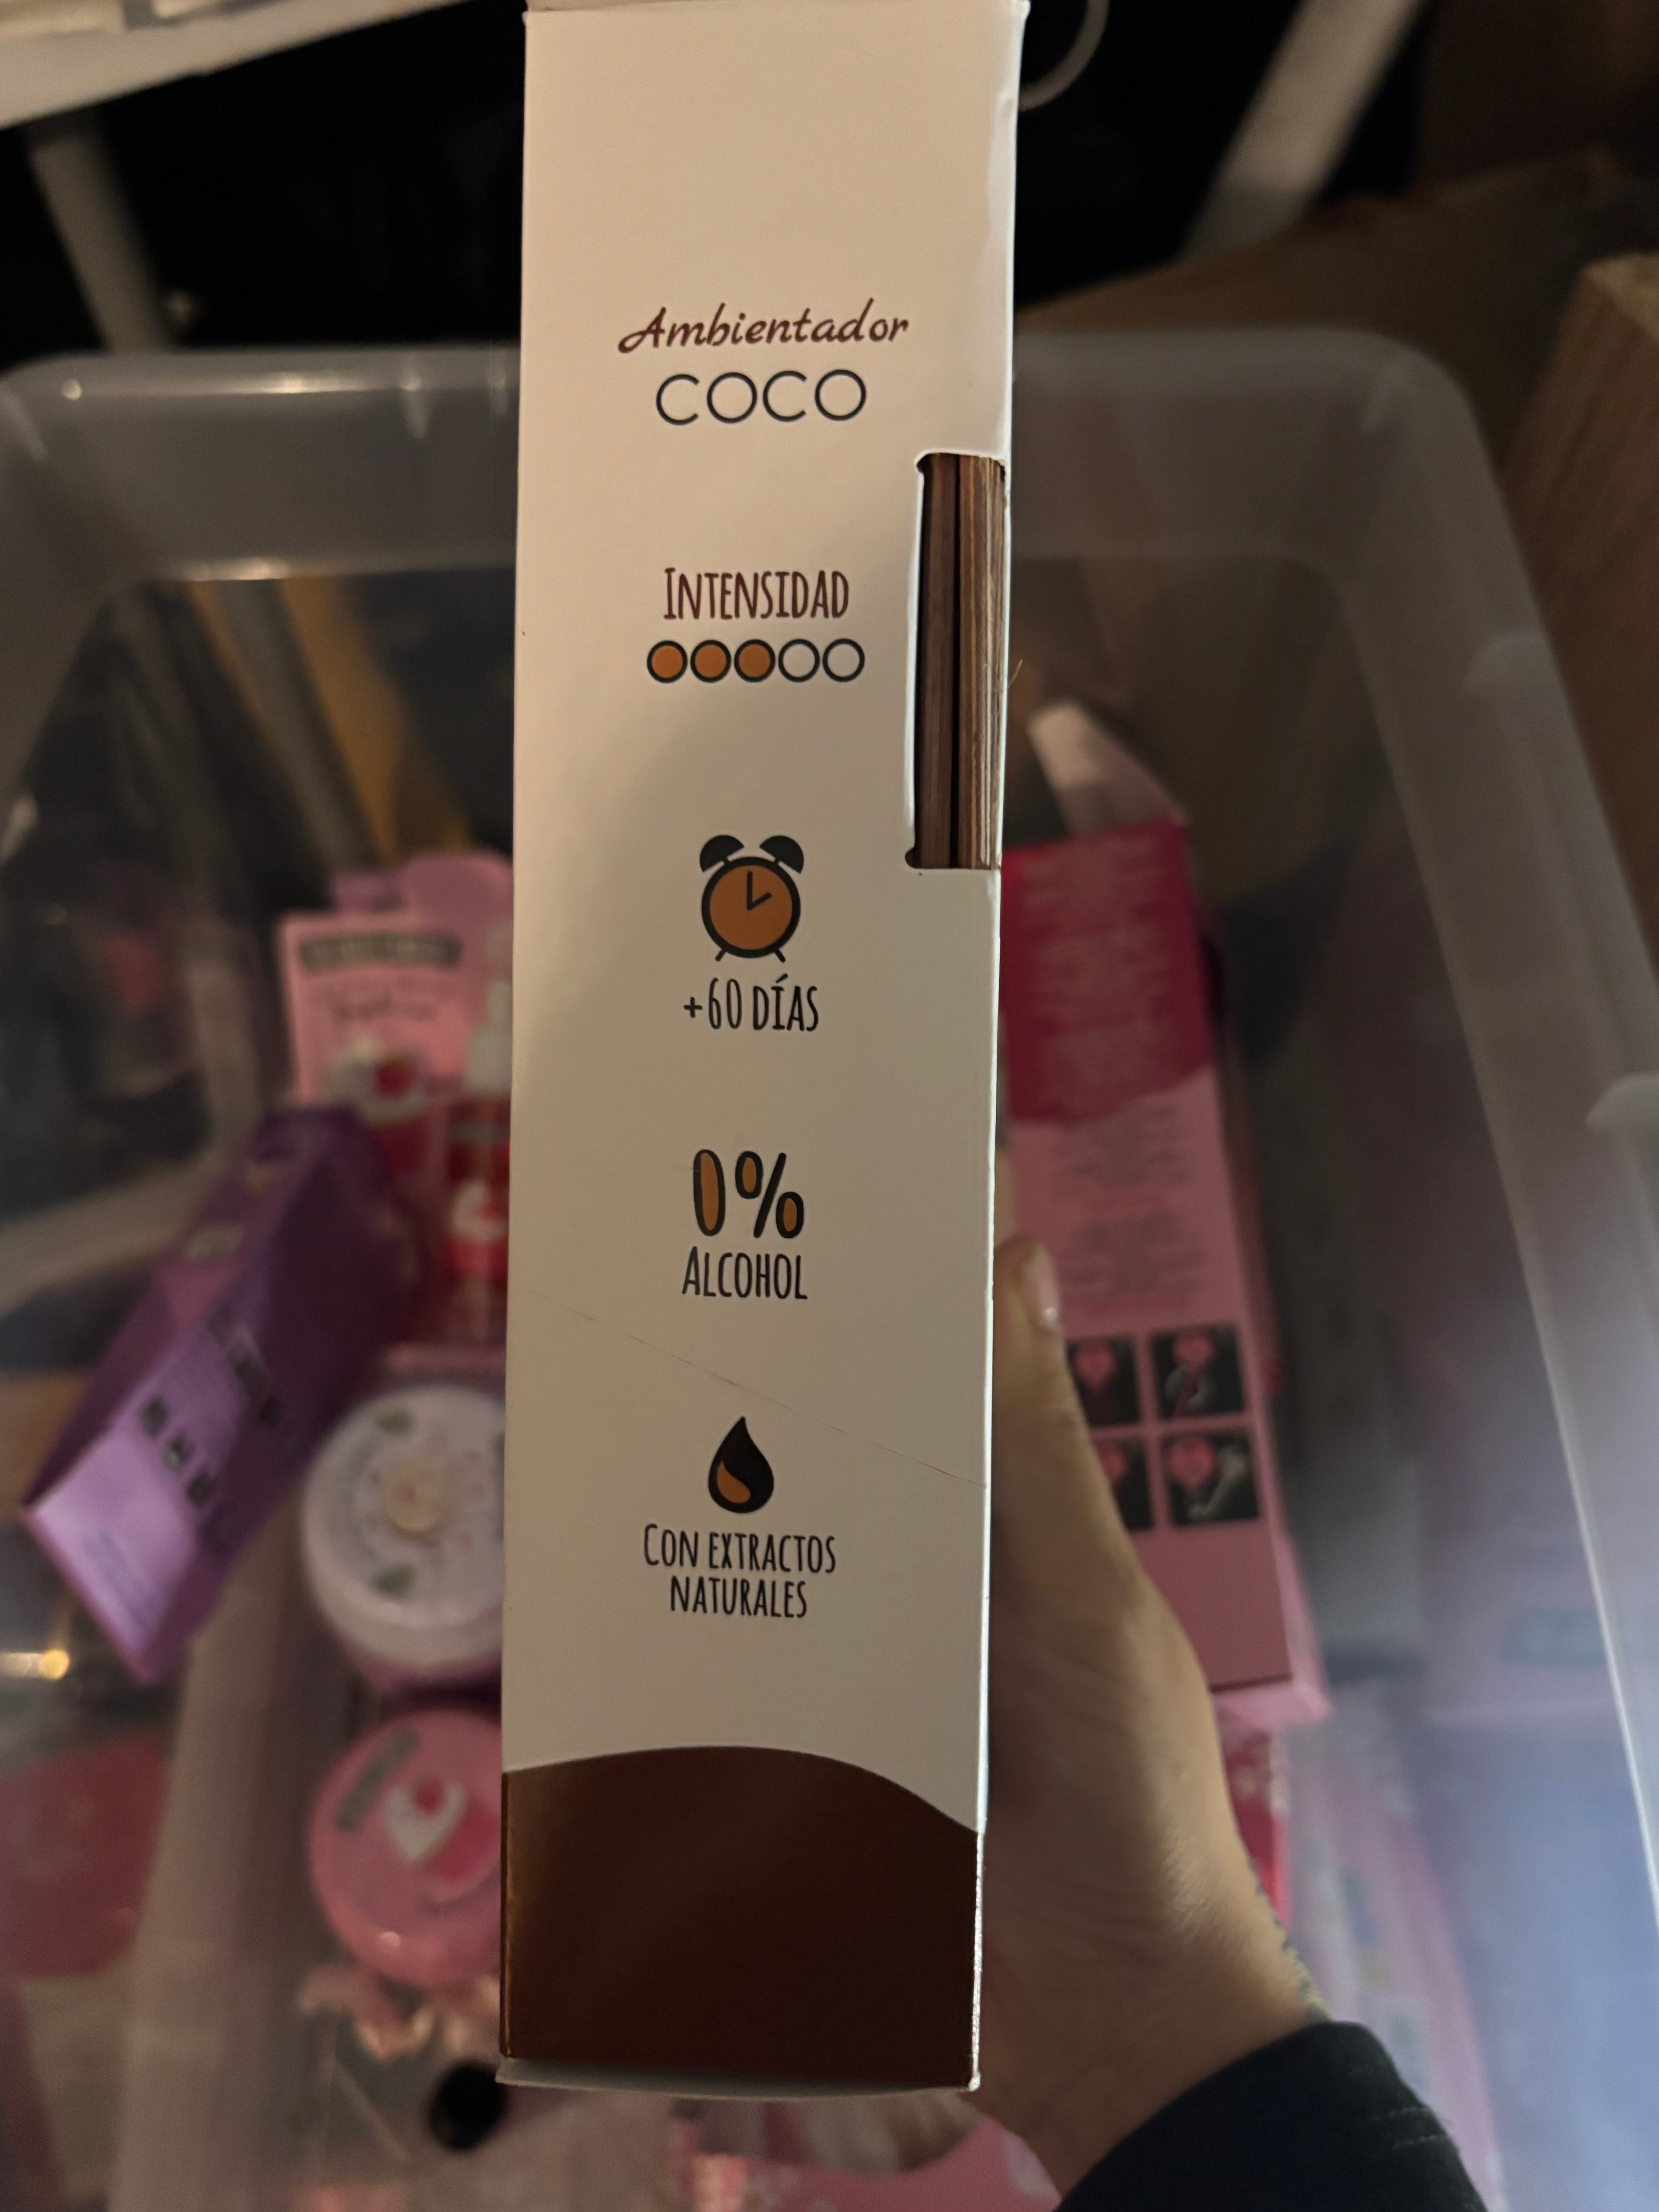 Ambientador
COCO
INTENSIDAD
+60 DÍAS
0%
ALCOHOL
CON EXTRACTOS
NATURALES